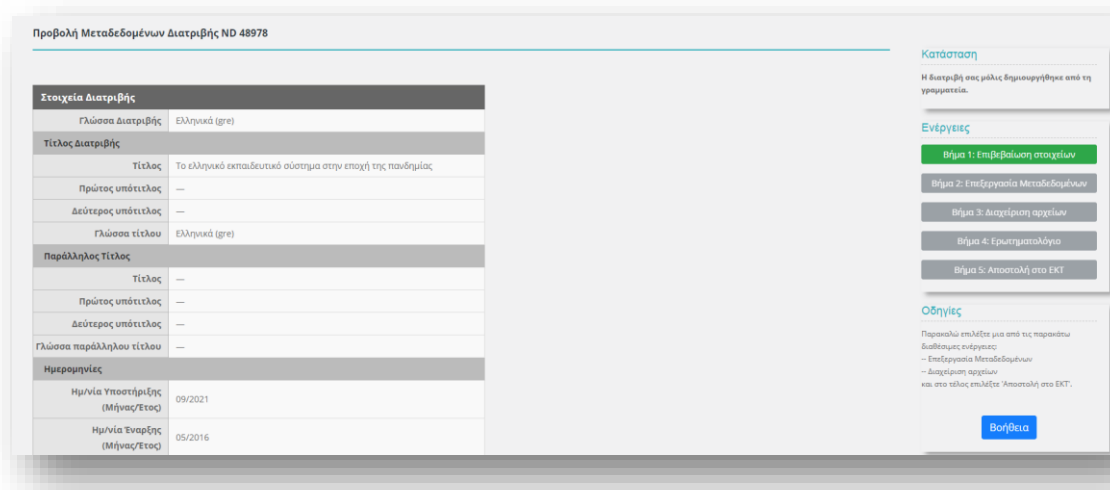 Προβολή Μεταδεδομένων Διατριβής ND 48978
Στοιχεία Διατριβής
Γλώσσα Διατριβής Ελληνικά (gre)
Τίτλος Διατριβής
Τίτλος Το ελληνικό εκπαιδευτικό σύστημα στην εποχή της πανδημίας
Πρώτος υπότιτλος —
Δεύτερος υπότιτλος —
Γλώσσα τίτλου Ελληνικά (gre)
Παράλληλος Τίτλος
Τίτλος —
Πρώτος υπότιτλος —
Δεύτερος υπότιτλος —
Γλώσσα παράλληλου τίτλου —
Ημερομηνίες
Ημ/νία Υποστήριξης
(Μήνας/Έτος) 09/2021
Ημ/νία Έναρξης
(Μήνας/Έτος) 05/2016
Κατάσταση
Η διατριβή σας μόλις δημιουργήθηκε από τη
γραμματεία.
Ενέργειες
Βήμα 1: Επιβεβαίωση στοιχείων
Βήμα 2: Επεξεργασία Μεταδεδομένων
Βήμα 3: Διαχείριση αρχείων
Βήμα 4: Ερωτηματολόγιο
Βήμα 5: Αποστολή στο ΕΚΤ
Οδηγίες
Παρακαλώ επιλέξτε μια από τις παρακάτω
διαθέσιμες ενέργειες:
-- Επεξεργασία Μεταδεδομένων
-- Διαχείριση αρχείων
και στο τέλος επιλέξτε 'Αποστολή στο ΕΚΤ'.
Βοήθεια